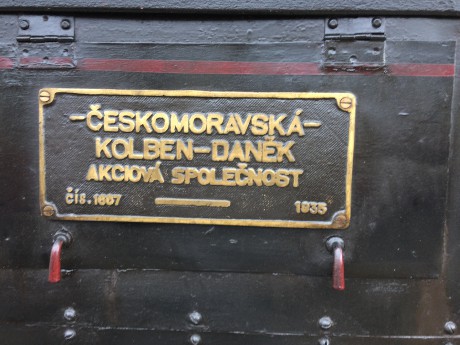 -ČESKOMORAVSKÁ-
KOLBEN-DANĚK
AKCIOVÁ SPOLEČNOST
čís. 1667 1935